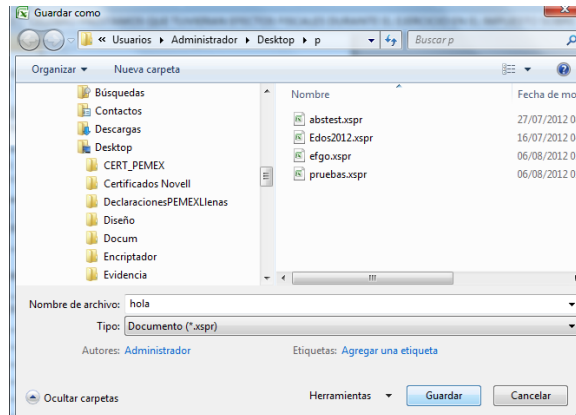 Guardar como
« Usuarios ▸ Administrador ▸ Desktop ▸ p
Buscar p
Organizar ▾ Nueva carpeta
Búsquedas
Contactos
Descargas
Desktop
CERT_PEMEX
Certificados Novell
DeclaracionesPEMEXLlenas
Diseño
Docum
Encriptador
Evidencia
Nombre Fecha de mo
abstest.xspr 27/07/2012 0
Edos2012.xspr 16/07/2012 0
efgo.xspr 06/08/2012 0
pruebas.xspr 06/08/2012 0
Nombre de archivo: hola
Tipo: Documento (*.xspr)
Autores: Administrador Etiquetas: Agregar una etiqueta
Ocultar carpetas Herramientas ▾ Guardar Cancelar